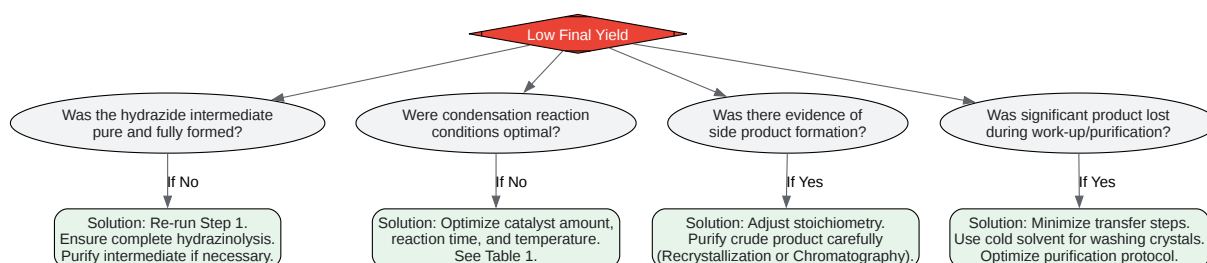 Low Final Yield
Was the hydrazide intermediate
pure and fully formed?
Were condensation reaction
conditions optimal?
Was there evidence of
side product formation?
Was significant product lost
during work-up/purification?
If No
If No
If Yes
If Yes
Solution: Re-run Step 1.
Ensure complete hydrazinolysis.
Purify intermediate if necessary.
Solution: Optimize catalyst amount,
reaction time, and temperature.
See Table 1.
Solution: Adjust stoichiometry.
Purify crude product carefully
(Recrystallization or Chromatography).
Solution: Minimize transfer steps.
Use cold solvent for washing crystals.
Optimize purification protocol.